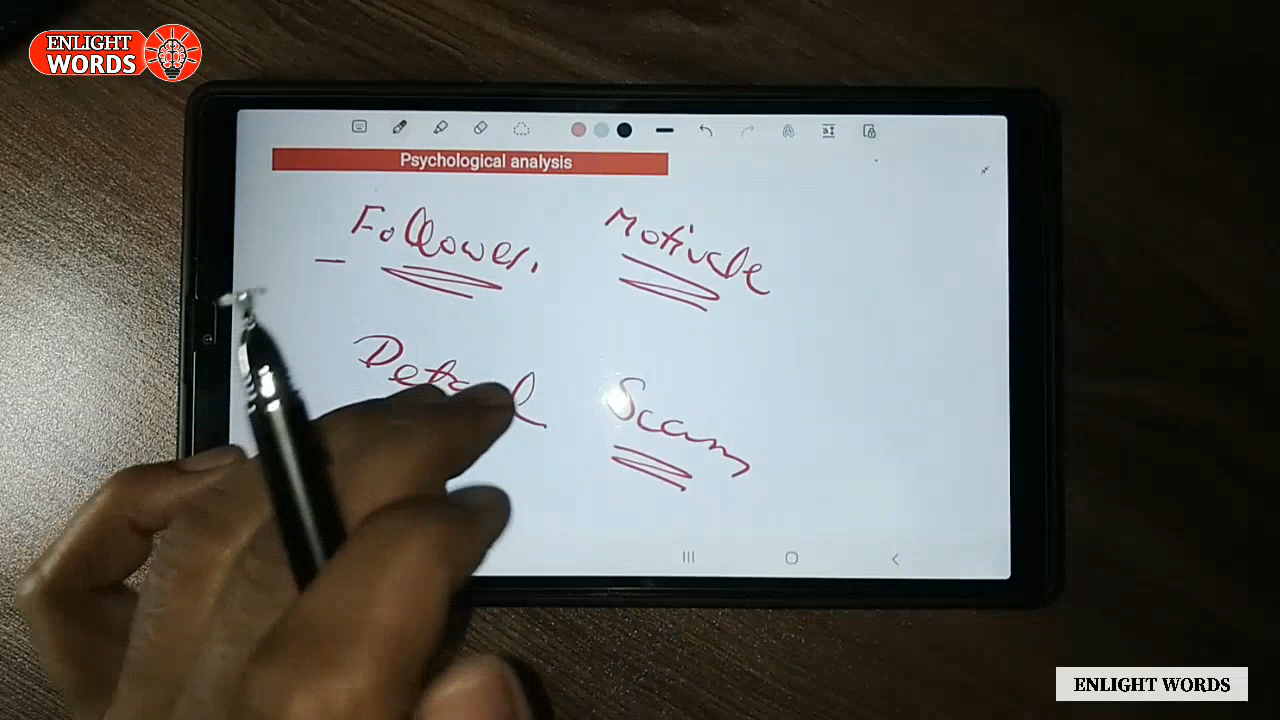 ENLIGHT
WORDS
Psychological analysis
Follower.
Motivate
Scam
ENLIGHT WORDS